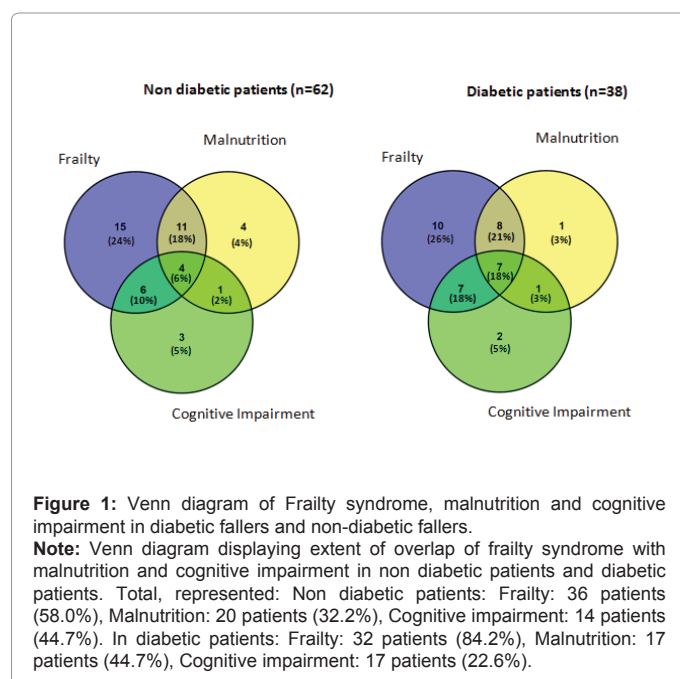 Non diabetic patients (n=62)
Malnutrition
Frailty
15
(24%)
11
(18%)
4
(4%)
4
(6%)
6
(10%)
1
(2%)
3
(5%)
Cognitive Impairment
Diabetic patients (n=38)
Malnutrition
Frailty
10
(26%)
8
(21%)
1
(3%)
7
(18%)
7
(18%)
1
(3%)
2
(5%)
Cognitive Impairment
Figure 1: Venn diagram of Frailty syndrome, malnutrition and cognitive
impairment in diabetic fallers and non-diabetic fallers.
Note: Venn diagram displaying extent of overlap of frailty syndrome with
malnutrition and cognitive impairment in non diabetic patients and diabetic
patients. Total, represented: Non diabetic patients: Frailty: 36 patients
(58.0%), Malnutrition: 20 patients (32.2%), Cognitive impairment: 14 patients
(44.7%). In diabetic patients: Frailty: 32 patients (84.2%), Malnutrition: 17
patients (44.7%), Cognitive impairment: 17 patients (22.6%).